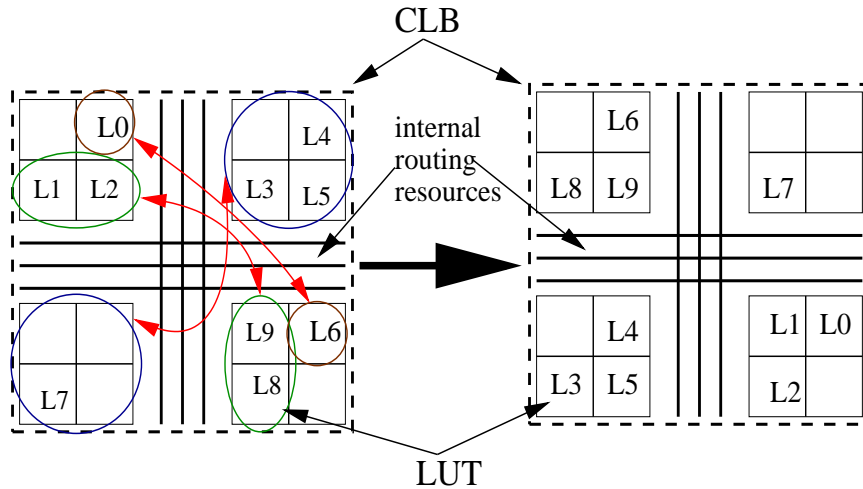 CLB
L0
L1 L2
L4
L3 L5
internal
routing
resources
L6
L8 L9
L7
L9 L6
L8
L7
L4
L3 L5
L1 L0
L2
LUT